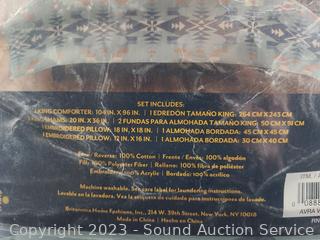 SET INCLUDES:
1 KING COMFORTER: 104 IN. X 96 IN. | 1 EDREDÓN TAMAÑO KING: 264 CM X 243 CM
SHAMS: 20 IN. X 36 IN. | 2 FUNDAS PARA ALMOHADA TAMAÑO KING: 50 CM X 91 CM
1 EMBROIDERED PILLOW: 18 IN. X 18 IN. | 1 ALMOHADA BORDADA: 45 CM X 45 CM
EMBROIDERED PILLOW: 12 IN. X 16 IN. | 1 ALMOHADA BORDADA: 30 CM X 40 CM
Reverse: 100% Cotton | Frente / Envés: 100% algodón
Fill: 100% Polyester Fiber | Relleno: 100% fibra de poliéster
Embroidery: 100% Acrylic | Bordado: 100% acrílico
Machine washable. See care label for laundering instructions.
Lavable en la lavadora. Vea la etiqueta de cuidado para instrucciones de lavado.
Britannica Home Fashions, Inc., 214 W. 39th Street, New York, NY 10018
Made in China | Hecho en China
ITM. /
0
AVRA
Copyright 2023 - Sound Auction Service